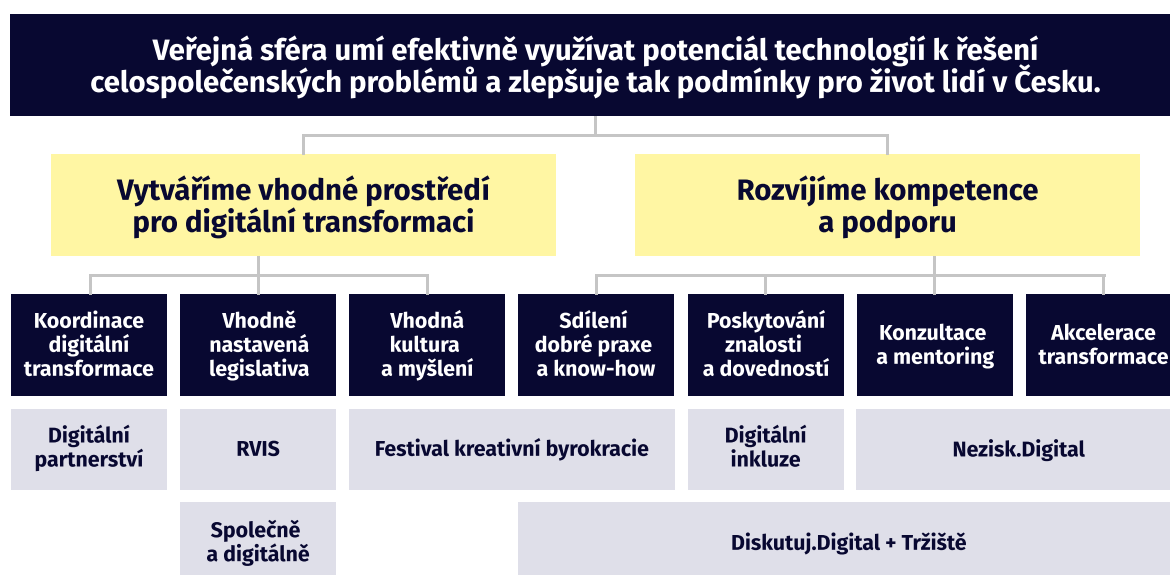 Veřejná sféra umí efektivně využívat potenciál technologií k řešení
celospolečenských problémů a zlepšuje tak podmínky pro život lidí v Česku.
Vytváříme vhodné prostředí
pro digitální transformaci
Rozvíjíme kompetence
a podporu
Koordinace
digitální
transformace
Vhodně
nastavená
legislativa
Vhodná
kultura
a myšlení
Sdílení
dobré praxe
a know-how
Poskytování
znalosti
a dovedností
Konzultace
a mentoring
Akcelerace
transformace
Digitální
partnerství
RVIS
Festival kreativní byrokracie
Digitální
inkluze
Nezisk.Digital
Společně
a digitálně
Diskutuj.Digital + Tržiště